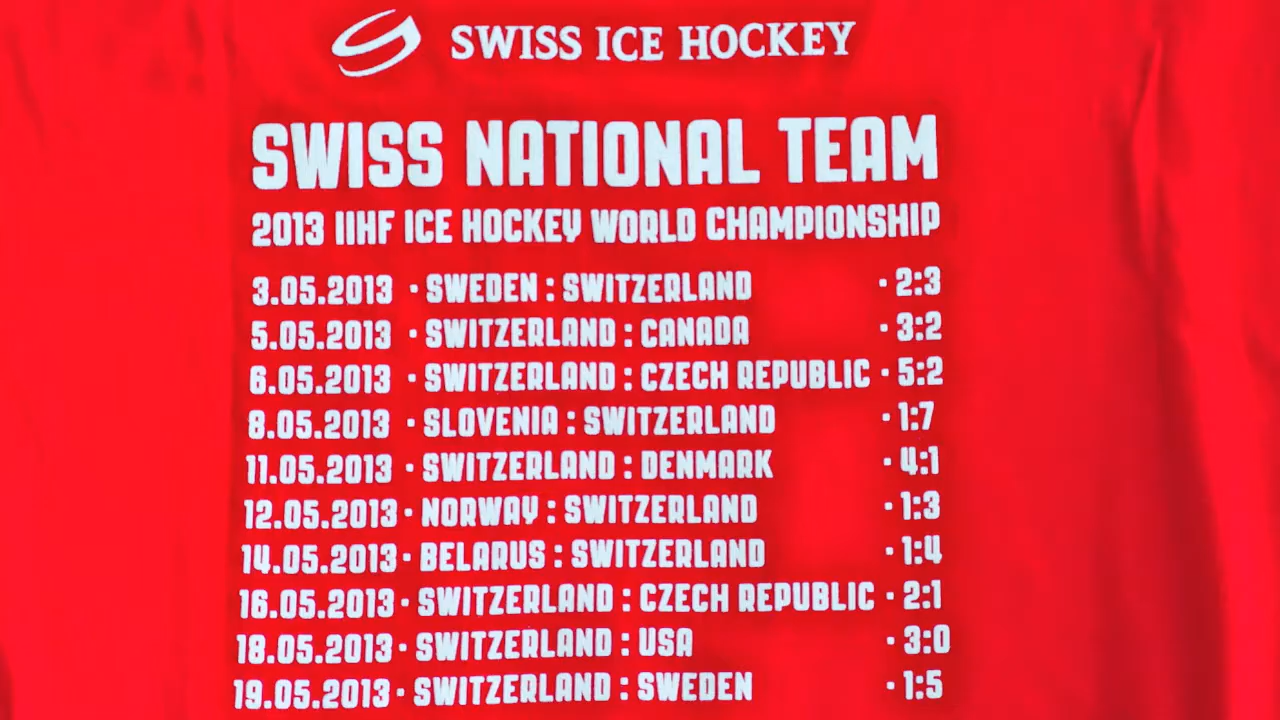 SWISS ICE HOCKEY
SWISS NATIONAL TEAM
2013 IIHF ICE HOCKEY WORLD CHAMPIONSHIP
3.05.2013 · SWEDEN : SWITZERLAND · 2:3
5.05.2013 · SWITZERLAND : CANADA · 3:2
6.05.2013 · SWITZERLAND : CZECH REPUBLIC · 5:2
8.05.2013 · SLOVENIA : SWITZERLAND · 1:7
11.05.2013 · SWITZERLAND : DENMARK · 4:1
12.05.2013 · NORWAY : SWITZERLAND · 1:3
14.05.2013 · BELARUS : SWITZERLAND · 1:4
16.05.2013 · SWITZERLAND : CZECH REPUBLIC · 2:1
18.05.2013 · SWITZERLAND : USA · 3:0
19.05.2013 · SWITZERLAND : SWEDEN · 1:5